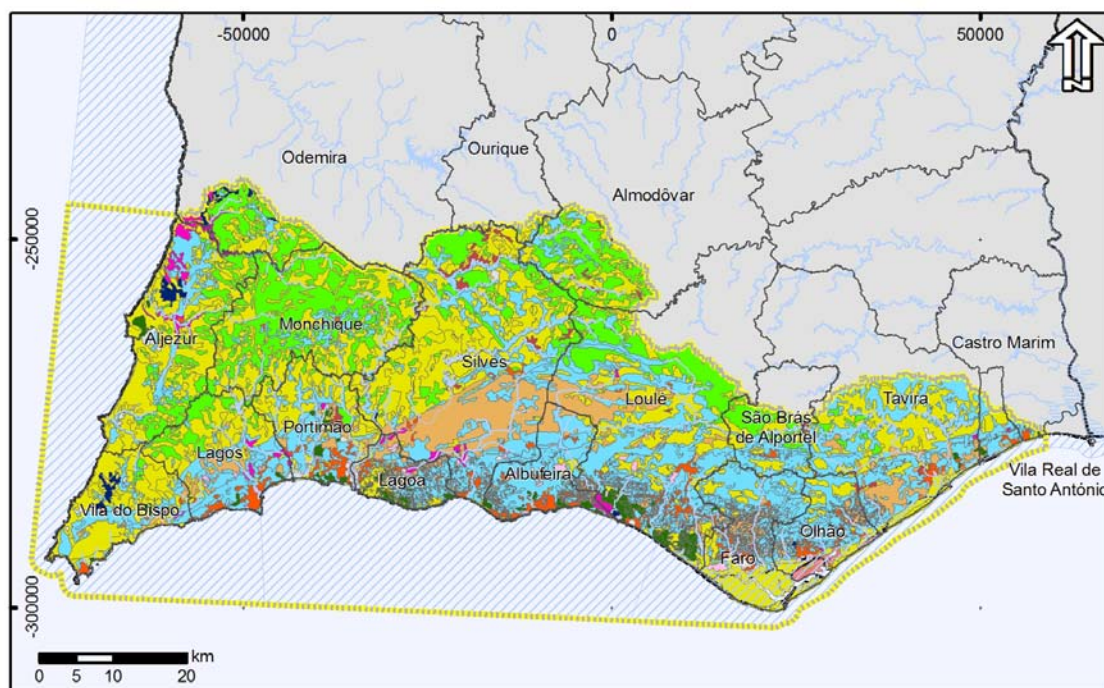 -50000
0
50000
Ourique
Odemira
Almodôvar
-250000
Monchique
Aljezur
Castro Marim
Silves
Loulé
Tavira
São Brás
de Alportel
Portimão
Lagos
Albufeira
Lagoa
Vila Real de
Santo António
Vila do Bispo
Olhão
Faro
-300000
km
0 5 10 20
N